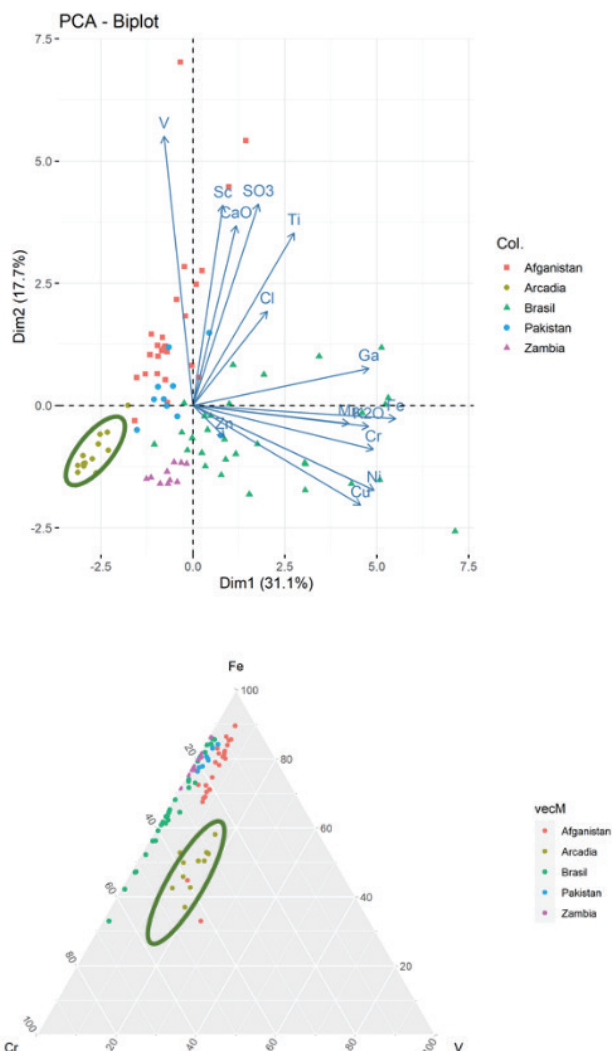 PCA - Biplot
7.5
5.0
2.5
0.0
-2.5
Dim2 (17.7%)
V
Sc
SO3
CaO
Ti
Cl
Ga
Fe
K2O
Zn
Cr
Ni
Cu
-2.5
0.0
2.5
5.0
7.5
Dim1 (31.1%)
Col.
Afganistan
Arcadia
Brasil
Pakistan
Zambia
Fe
100
20
80
40
60
60
40
80
20
100
Cr
20
40
60
80
100
V
vecM
Afganistan
Arcadia
Brasil
Pakistan
Zambia